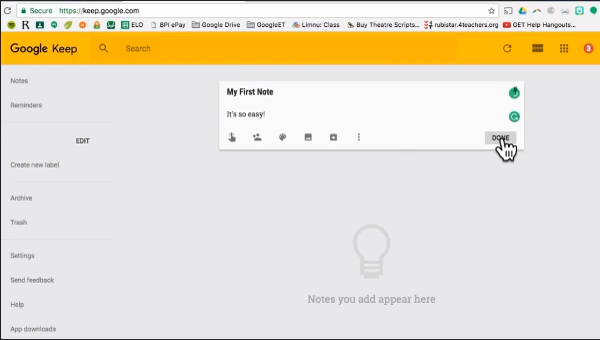 Secure https://keep.google.com
ELO BPI ePay Google Drive GoogleET Limnu: Classic Buy Theatre Scripts... rubistar.4teachers.org GET Help Hangouts...
Google Keep Search 3
Notes
Reminders
EDIT
Create new label
Archive
Trash
Settings
Send feedback
Help
App downloads
My First Note
It's so easy!
DONE
Notes you add appear here